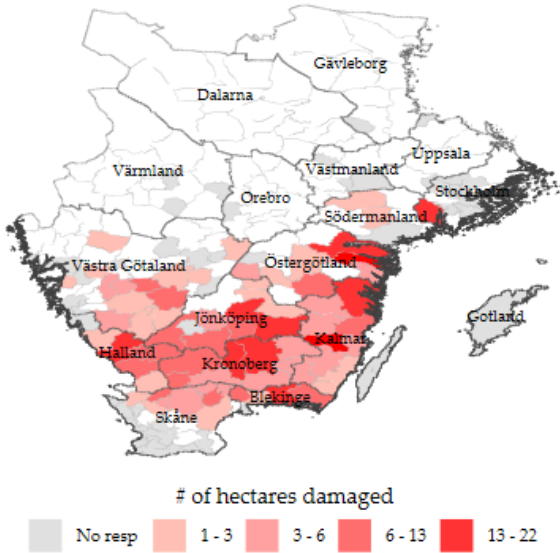 Gävleborg
Dalarna
Uppsala
Värmland
Västmanland
Orebro
Stockholm
Södermanland
Västra Götaland
Östergötland
Gotland
Jönköping
Kalmar
Halland
Kronoberg
Blekinge
Skåne
# of hectares damaged
No resp 1 - 3 3 - 6 6 - 13 13 - 22